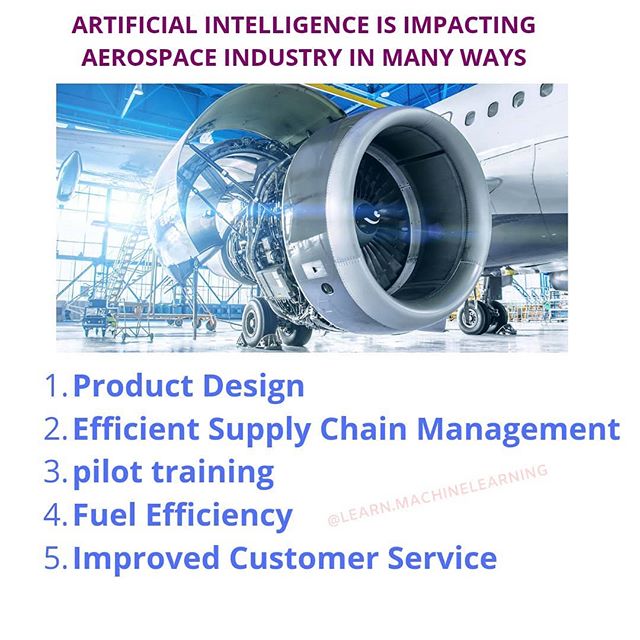 ARTIFICIAL INTELLIGENCE IS IMPACTING
AEROSPACE INDUSTRY IN MANY WAYS
1. Product Design
2. Efficient Supply Chain Management
3. pilot training
4. Fuel Efficiency
@LEARN.MACHINELEARNING
5. Improved Customer Service